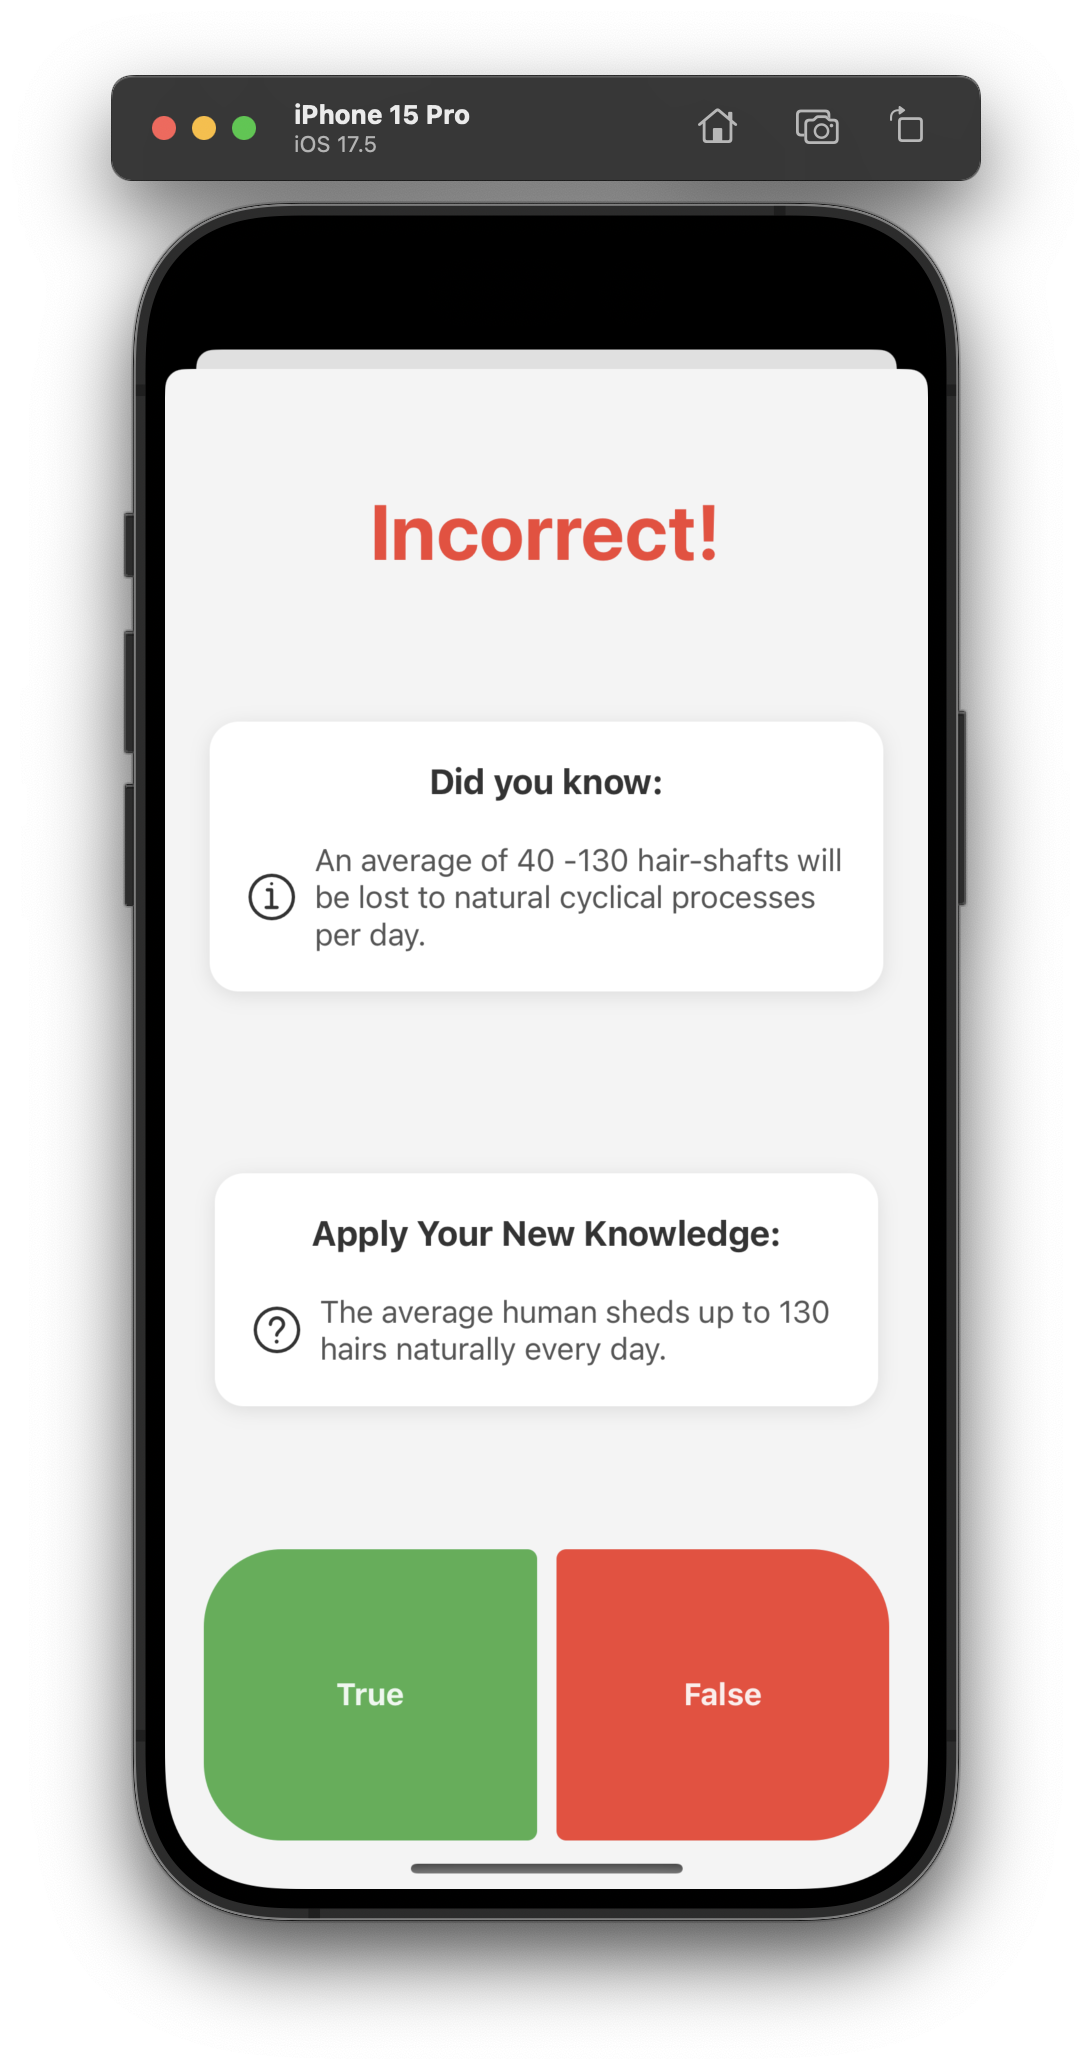 iPhone 15 Pro
iOS 17.5
Incorrect!
Did you know:
An average of 40 -130 hair-shafts will
be lost to natural cyclical processes
per day.
Apply Your New Knowledge:
The average human sheds up to 130
hairs naturally every day.
True
False